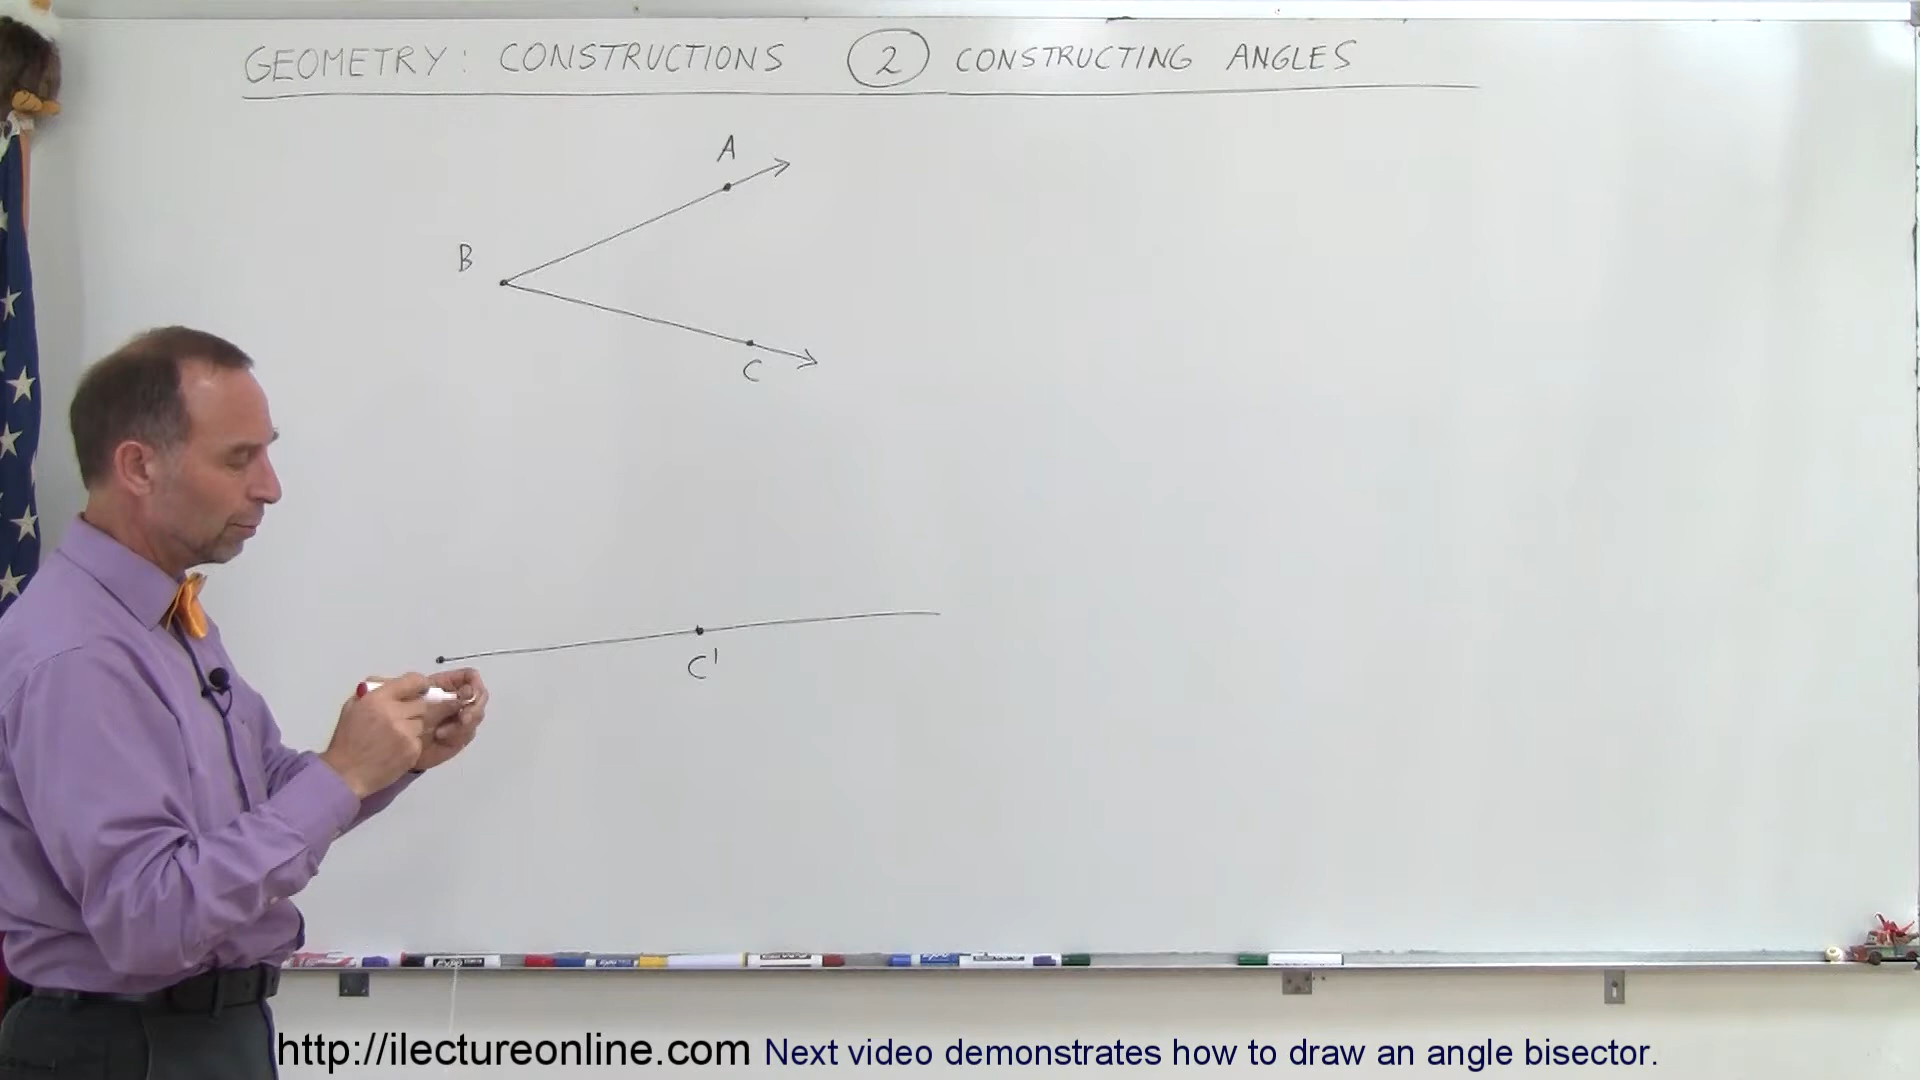 GEOMETRY: CONSTRUCTIONS 2 CONSTRUCTING ANGLES
A
B
C
C'
http://ilectureonline.com Next video demonstrates how to draw an angle bisector.